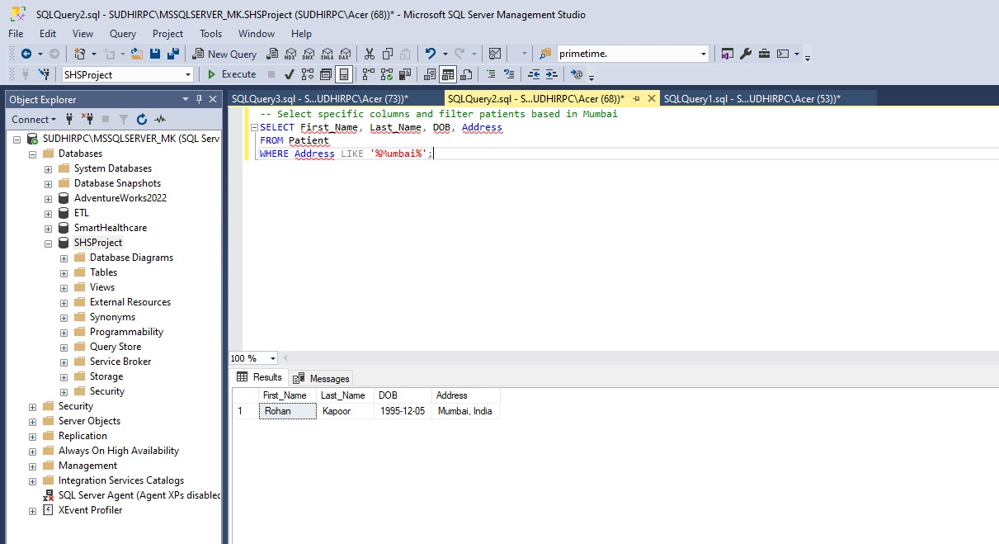 SQLQuery2.sql - SUDHIRPC\MSSQLSERVER_MK.SHSProject (SUDHIRPC\Acer (68))* - Microsoft SQL Server Management Studio
File Edit View Query Project Tools Window Help
New Query MDX DMX XMLA DAX primetime.
SHSProject Execute
Object Explorer
Connect
SUDHIRPC\MSSQLSERVER_MK (SQL Serv
Databases
System Databases
Database Snapshots
AdventureWorks2022
ETL
SmartHealthcare
SHSProject
Database Diagrams
Tables
Views
External Resources
Synonyms
Programmability
Query Store
Service Broker
Storage
Security
Security
Server Objects
Replication
Always On High Availability
Management
Integration Services Catalogs
SQL Server Agent (Agent XPs disabled
XEvent Profiler
SQLQuery3.sql - S...UDHIRPC\Acer (73))* SQLQuery2.sql - S...UDHIRPC\Acer (68))* SQLQuery1.sql - S...UDHIRPC\Acer (53))*
-- Select specific columns and filter patients based in Mumbai
SELECT First_Name, Last_Name, DOB, Address
FROM Patient
WHERE Address LIKE '%Mumbai%';
100 %
Results Messages
First_Name Last_Name DOB Address
1 Rohan Kapoor 1995-12-05 Mumbai, India